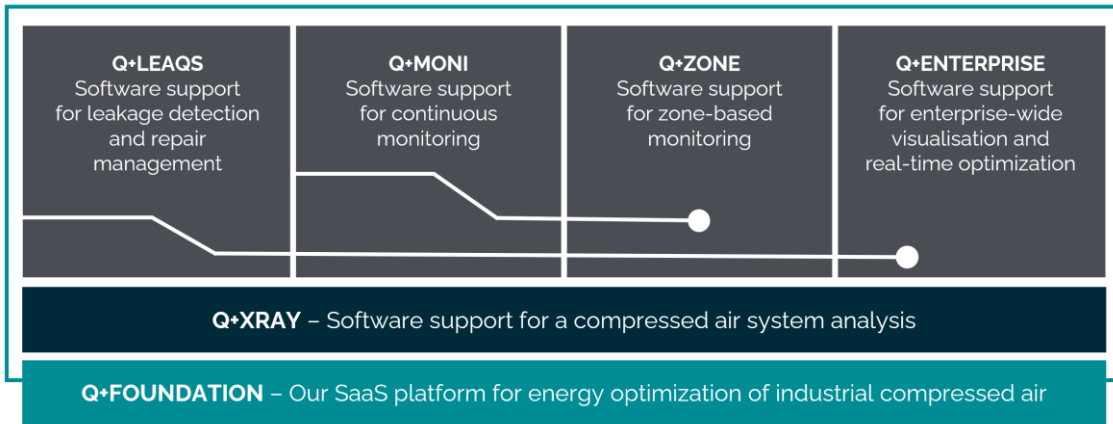 Q+LEAQS
Software support
for leakage detection
and repair
management
Q+MONI
Software support
for continuous
monitoring
Q+ZONE
Software support
for zone-based
monitoring
Q+ENTERPRISE
Software support
for enterprise-wide
visualisation and
real-time optimization
Q+XRAY – Software support for a compressed air system analysis
Q+FOUNDATION – Our SaaS platform for energy optimization of industrial compressed air